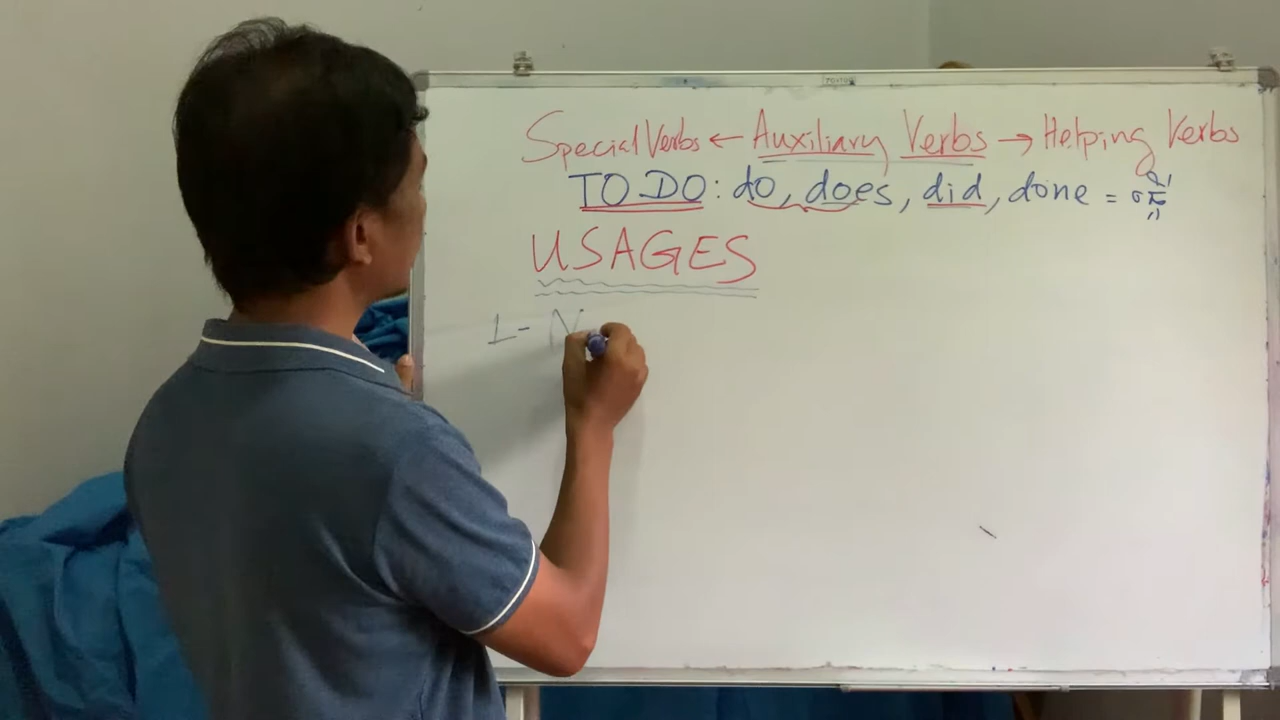 Special Verbs ← Auxiliary Verbs → Helping Verbs
TO DO: do, does, did, done =
USAGES
1- N